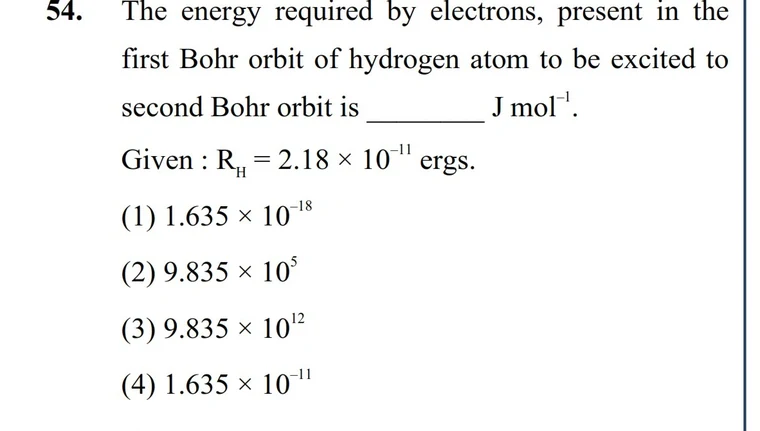 54. The energy required by electrons, present in the
first Bohr orbit of hydrogen atom to be excited to
second Bohr orbit is ________ J mol⁻¹.
Given : R_H = 2.18 × 10⁻¹¹ ergs.
(1) 1.635 × 10⁻¹⁸
(2) 9.835 × 10⁵
(3) 9.835 × 10¹²
(4) 1.635 × 10⁻¹¹